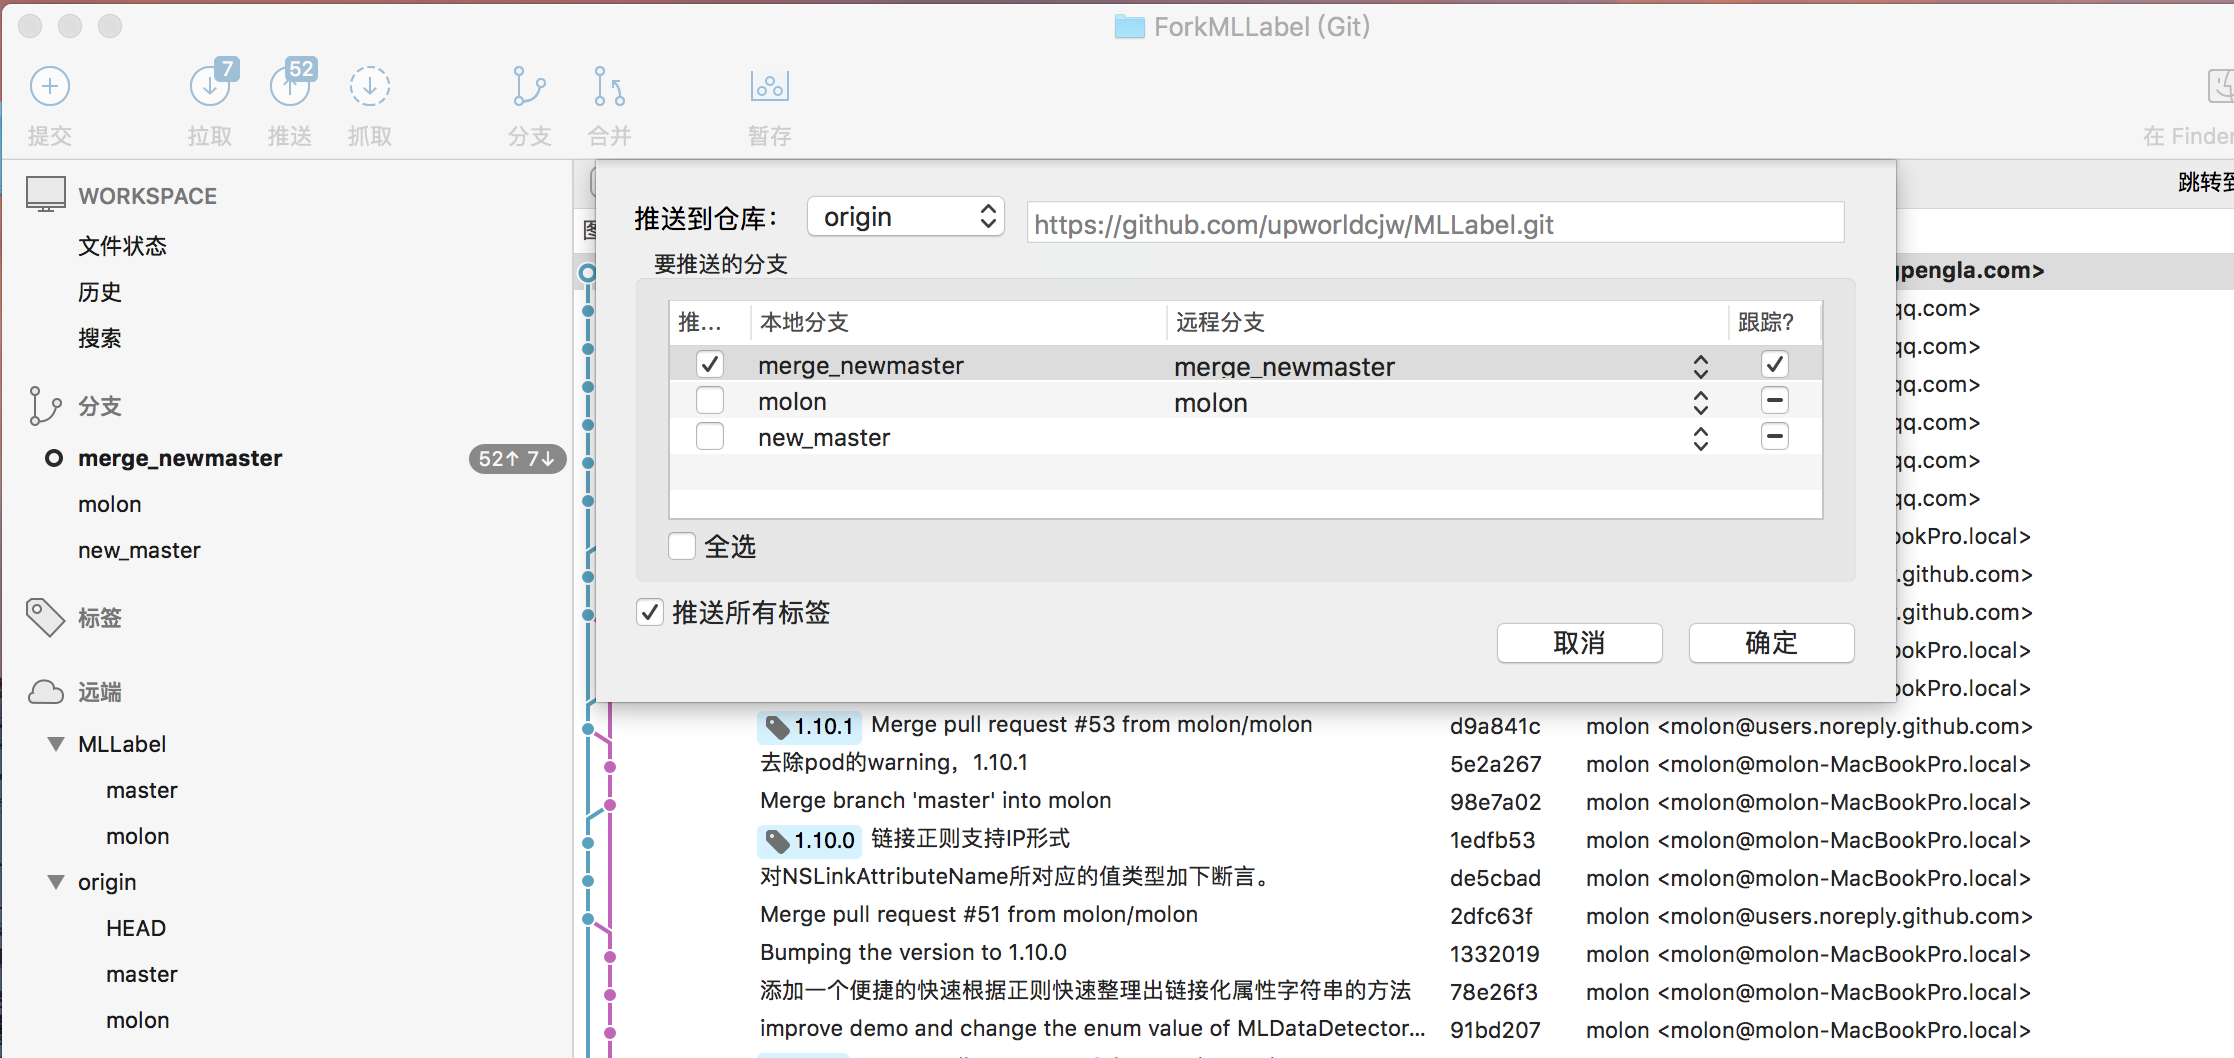 ForkMLLabel (Git)
7
52
提交
拉取
推送
抓取
分支
合并
暂存
在 Finder
WORKSPACE
文件状态
历史
搜索
分支
merge_newmaster
52↑ 7↓
molon
new_master
标签
远端
MLLabel
master
molon
origin
HEAD
master
molon
跳转到
推送到仓库：
origin
https://github.com/upworldcjw/MLLabel.git
要推送的分支
推... 本地分支 远程分支 跟踪?
merge_newmaster merge_newmaster
molon molon
new_master
全选
推送所有标签
取消
确定
pengla.com>
qq.com>
qq.com>
qq.com>
qq.com>
qq.com>
qq.com>
ookPro.local>
.github.com>
.github.com>
ookPro.local>
ookPro.local>
1.10.1 Merge pull request #53 from molon/molon d9a841c molon <molon@users.noreply.github.com>
去除pod的warning，1.10.1 5e2a267 molon <molon@molon-MacBookPro.local>
Merge branch 'master' into molon 98e7a02 molon <molon@molon-MacBookPro.local>
1.10.0 链接正则支持IP形式 1edfb53 molon <molon@molon-MacBookPro.local>
对NSLinkAttributeName所对应的值类型加下断言。 de5cbad molon <molon@molon-MacBookPro.local>
Merge pull request #51 from molon/molon 2dfc63f molon <molon@users.noreply.github.com>
Bumping the version to 1.10.0 1332019 molon <molon@molon-MacBookPro.local>
添加一个便捷的快速根据正则快速整理出链接化属性字符串的方法 78e26f3 molon <molon@molon-MacBookPro.local>
improve demo and change the enum value of MLDataDetector... 91bd207 molon <molon@molon-MacBookPro.local>